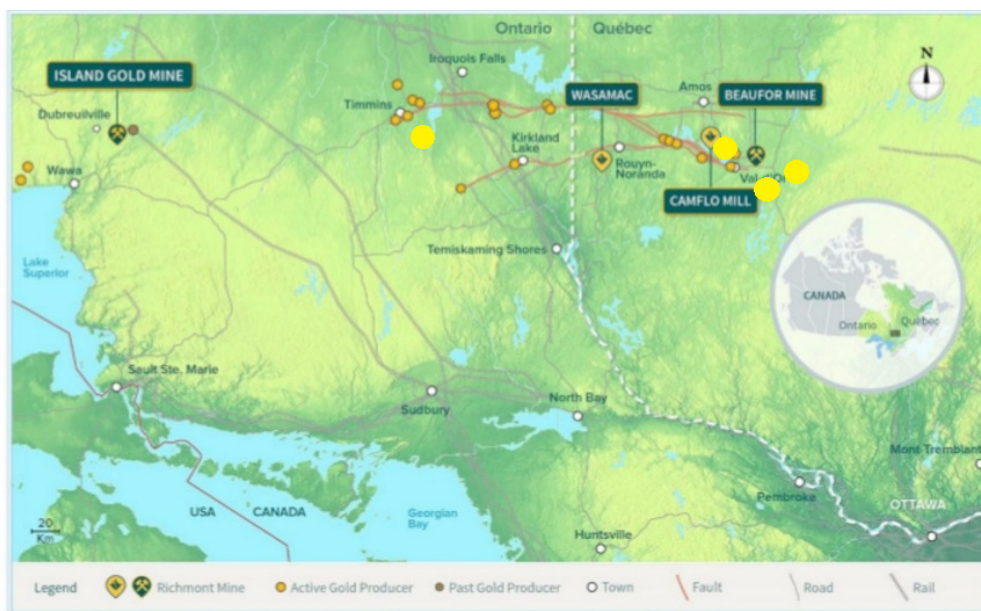 Ontario
Québec
Iroquois Falls
N
ISLAND GOLD MINE
WASAMAC
Amos
BEAUFOR MINE
Timmins
Dubreuilville
Kirkland
Lake
Rouyn-
Noranda
Wawa
CAMFLO MILL
Temiskaming Shores
Lake
Superior
CANADA
Ontario
Québec
Sault Ste. Marie
Sudbury
North Bay
Mont-Tremblant
Pembroke
OTTAWA
USA
CANADA
Georgian
Bay
20
Km
Huntsville
Legend
Richmont Mine
Active Gold Producer
Past Gold Producer
Town
Fault
Road
Rail